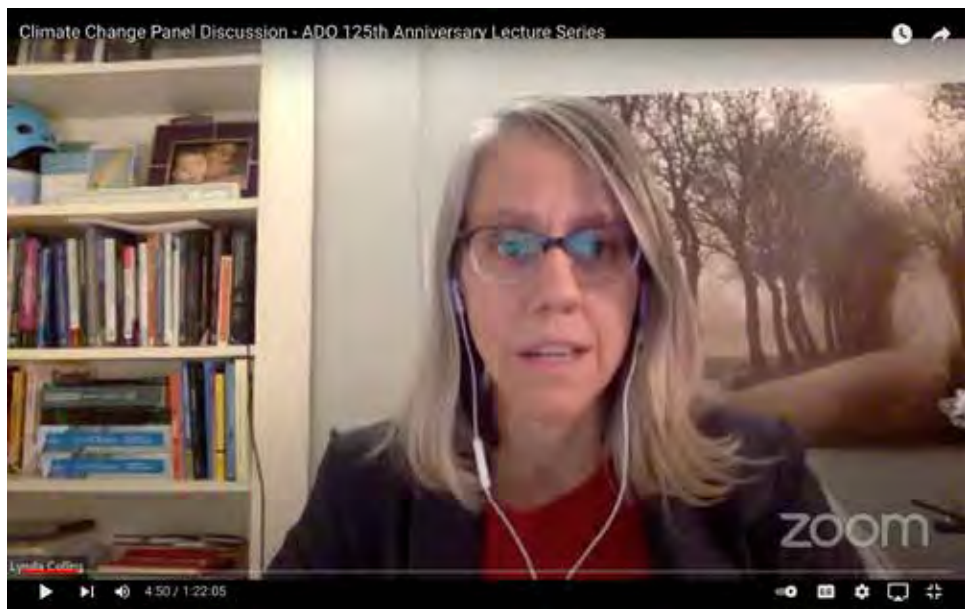 Climate Change Panel Discussion - ADO 125th Anniversary Lecture Series
zoom
Lynda Collins
4:50 / 1:22:05